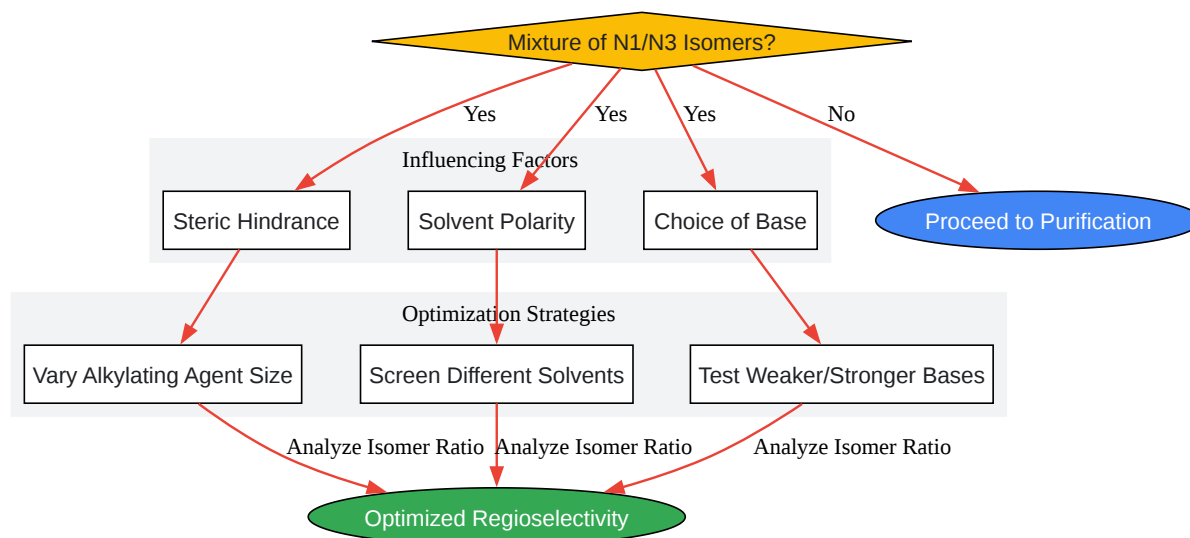 Mixture of N1/N3 Isomers?
Yes
Yes
Yes
No
Influencing Factors
Steric Hindrance
Solvent Polarity
Choice of Base
Proceed to Purification
Optimization Strategies
Vary Alkylating Agent Size
Screen Different Solvents
Test Weaker/Stronger Bases
Analyze Isomer Ratio
Analyze Isomer Ratio
Analyze Isomer Ratio
Optimized Regioselectivity